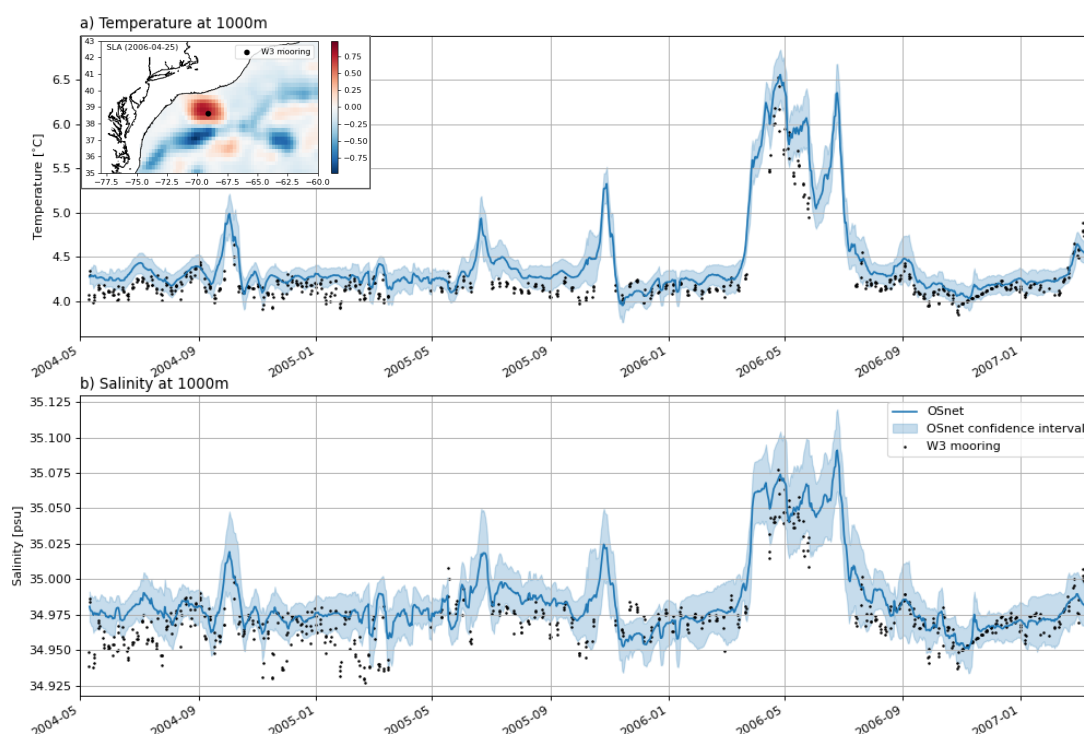 a) Temperature at 1000m
SLA (2006-04-25)
W3 mooring
43
42
41
40
39
38
37
36
35
−77.5 −75.0 −72.5 −70.0 −67.5 −65.0 −62.5 −60.0
0.75
0.50
0.25
0.00
−0.25
−0.50
−0.75
Temperature [°C]
6.5
6.0
5.5
5.0
4.5
4.0
2004-05 2004-09 2005-01 2005-05 2005-09 2006-01 2006-05 2006-09 2007-01
b) Salinity at 1000m
OSnet
OSnet confidence interval
W3 mooring
Salinity [psu]
35.125
35.100
35.075
35.050
35.025
35.000
34.975
34.950
34.925
2004-05 2004-09 2005-01 2005-05 2005-09 2006-01 2006-05 2006-09 2007-01